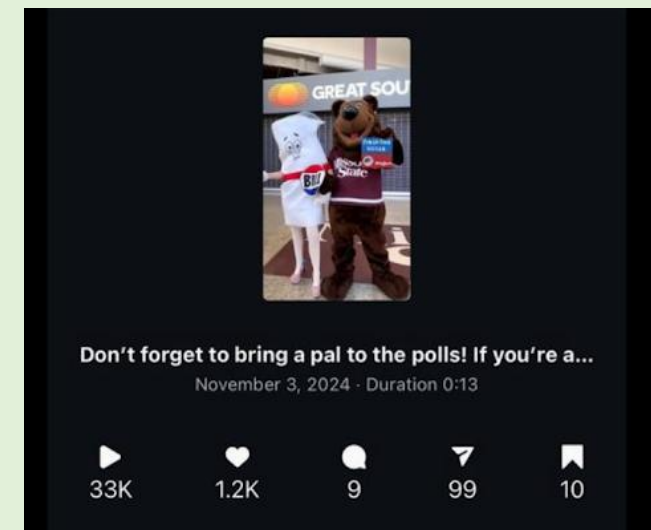 GREAT SOU
BILL
State
Don't forget to bring a pal to the polls! If you're a...
November 3, 2024 · Duration 0:13
33K
1.2K
9
99
10